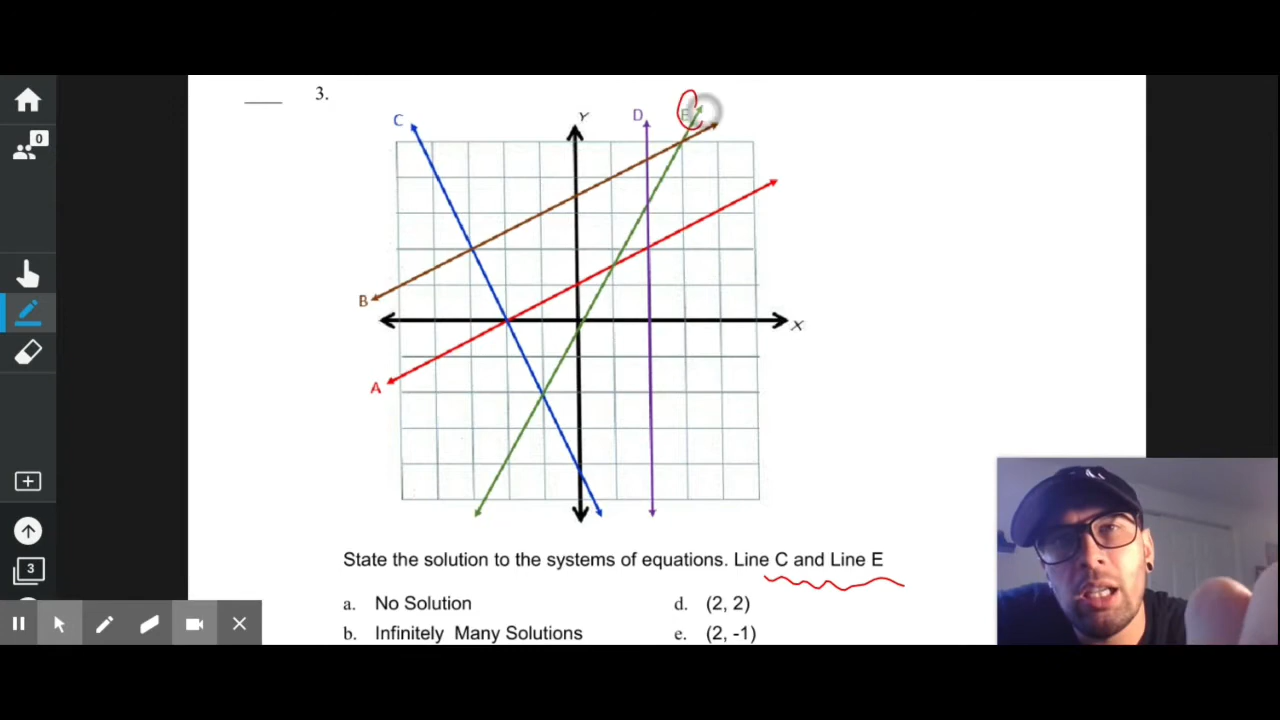 0
3.
C
Y
D
E
B
X
A
State the solution to the systems of equations. Line C and Line E
a. No Solution
d. (2, 2)
3
b. Infinitely Many Solutions
e. (2, -1)